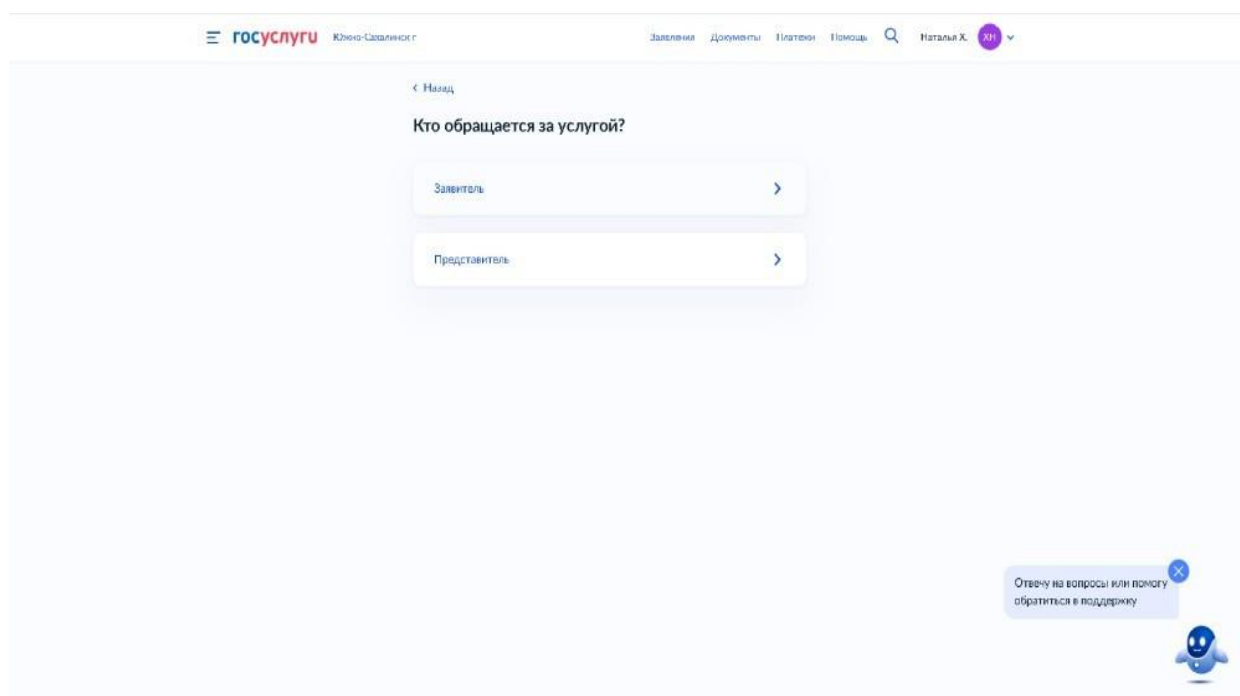 госуслуги Южно-Сахалинск г Заявления Документы Платежи Помощь Наталья Х. ХН
Назад
Кто обращается за услугой?
Заявитель
Представитель
Отвечу на вопросы или помогу
обратиться в поддержку